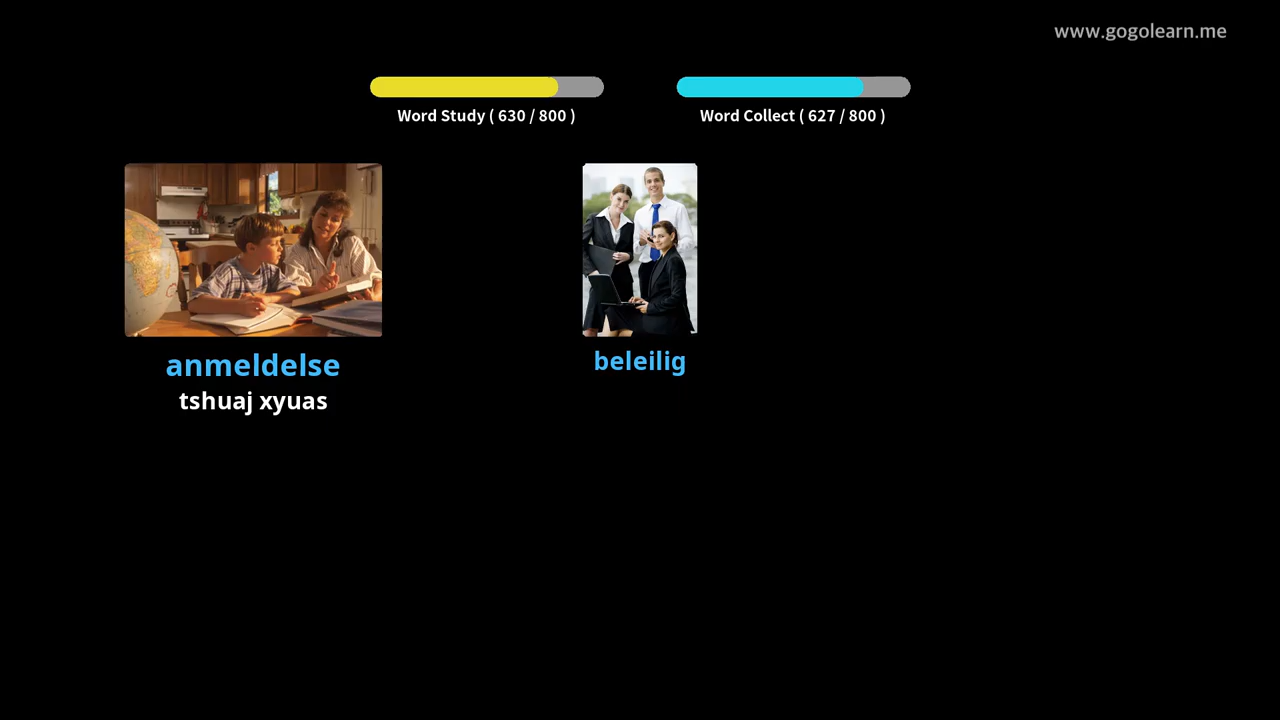 www.gogolearn.me
Word Study ( 630 / 800 )
Word Collect ( 627 / 800 )
anmeldelse
tshuaj xyuas
beleilig